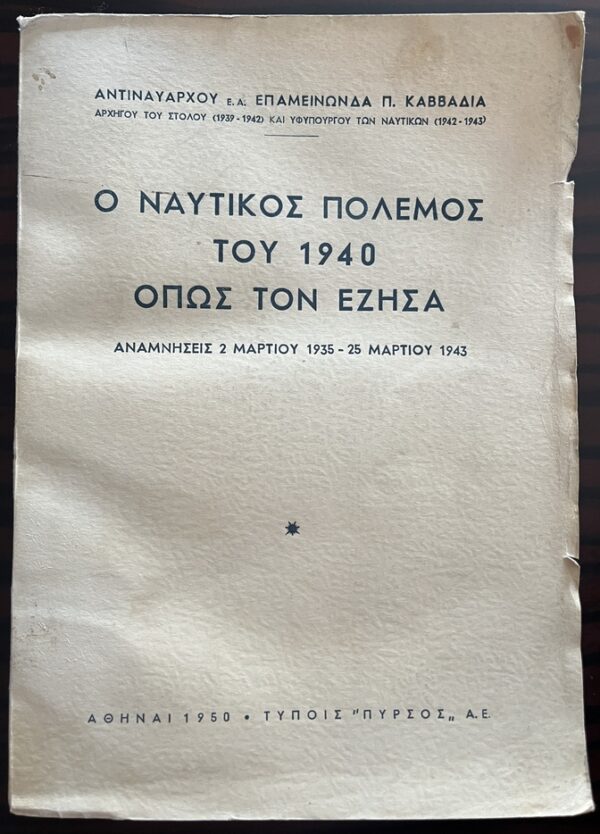 ΑΝΤΙΝΑΥΑΡΧΟΥ Ε.Α. ΕΠΑΜΕΙΝΩΝΔΑ Π. ΚΑΒΒΑΔΙΑ
ΑΡΧΗΓΟΥ ΤΟΥ ΣΤΟΛΟΥ (1939-1942) ΚΑΙ ΥΦΥΠΟΥΡΓΟΥ ΤΩΝ ΝΑΥΤΙΚΩΝ (1942-1943)
Ο ΝΑΥΤΙΚΟΣ ΠΟΛΕΜΟΣ
ΤΟΥ 1940
ΟΠΩΣ ΤΟΝ ΕΖΗΣΑ
ΑΝΑΜΝΗΣΕΙΣ 2 ΜΑΡΤΙΟΥ 1935-25 ΜΑΡΤΙΟΥ 1943
ΑΘΗΝΑΙ 1950 • ΤΥΠΟΙΣ "ΠΥΡΣΟΣ„ Α.Ε.